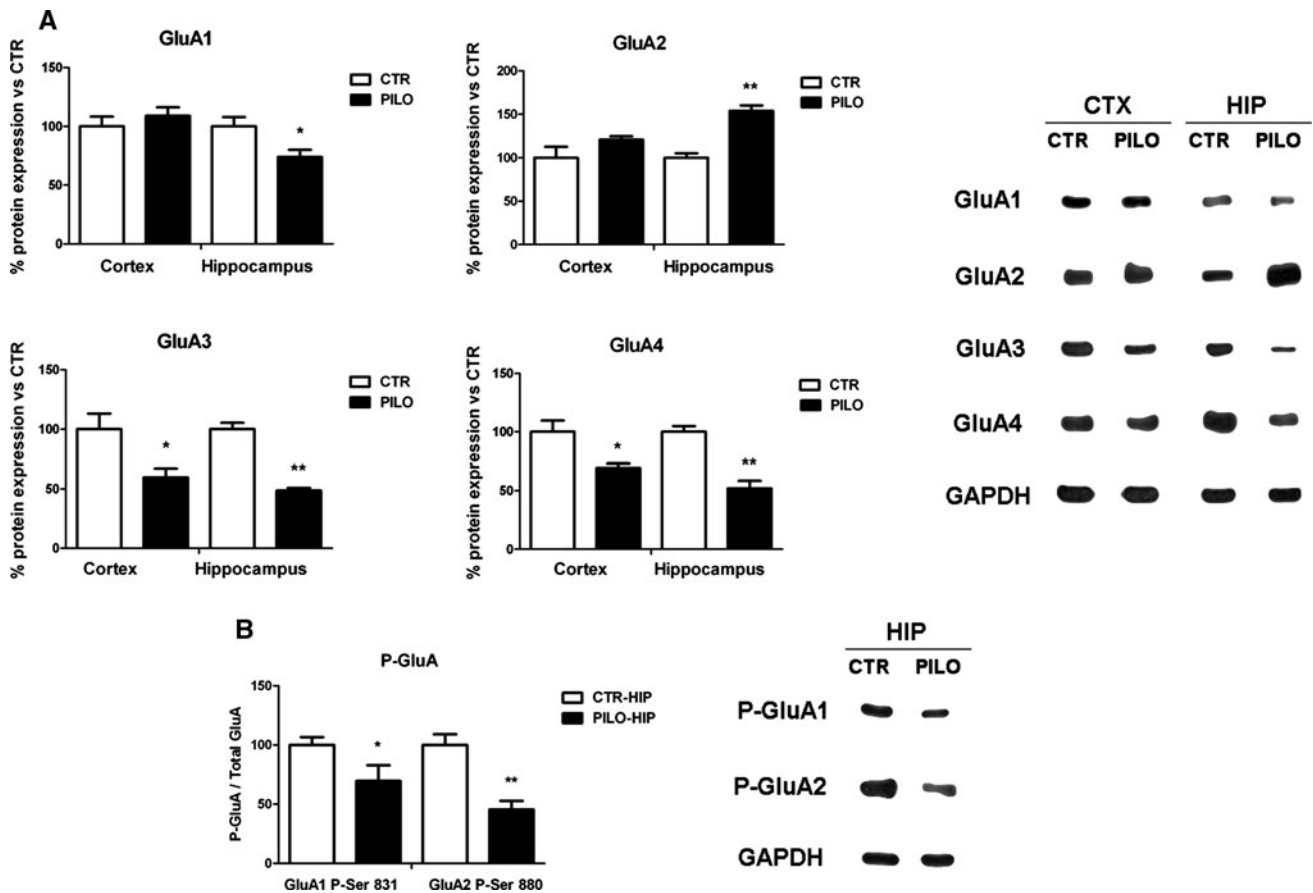 A
GluA1
% protein expression vs CTR
150
100
50
0
CTR
PILO
*
Cortex Hippocampus
GluA2
% protein expression vs CTR
200
150
100
50
0
CTR
PILO
**
Cortex Hippocampus
GluA3
% protein expression vs CTR
150
100
50
0
CTR
PILO
* **
Cortex Hippocampus
GluA4
% protein expression vs CTR
150
100
50
0
CTR
PILO
* **
Cortex Hippocampus
CTX HIP
CTR PILO CTR PILO
GluA1
GluA2
GluA3
GluA4
GAPDH
B
P-GluA
P-GluA / Total GluA
150
100
50
0
CTR-HIP
PILO-HIP
* **
GluA1 P-Ser 831 GluA2 P-Ser 880
HIP
CTR PILO
P-GluA1
P-GluA2
GAPDH